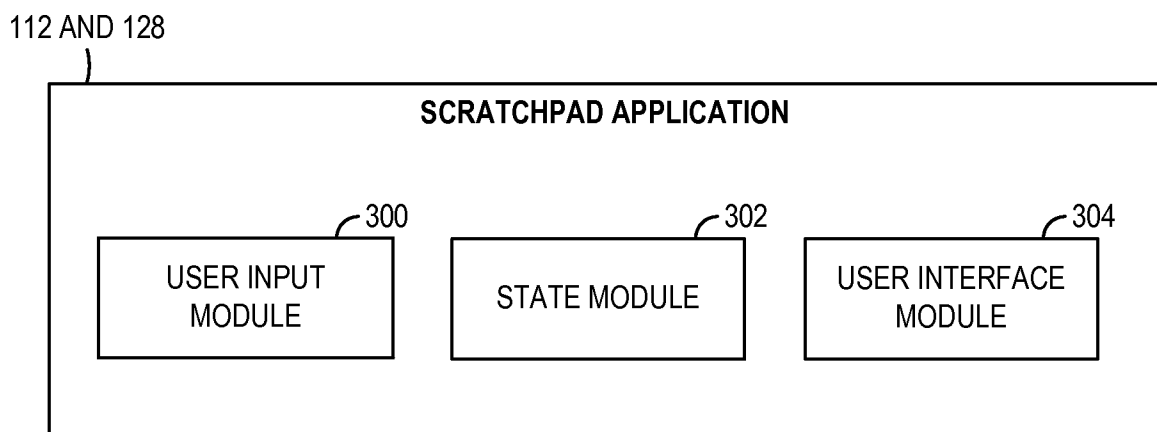 112 AND 128
SCRATCHPAD APPLICATION
300
302
304
USER INPUT
MODULE
STATE MODULE
USER INTERFACE
MODULE